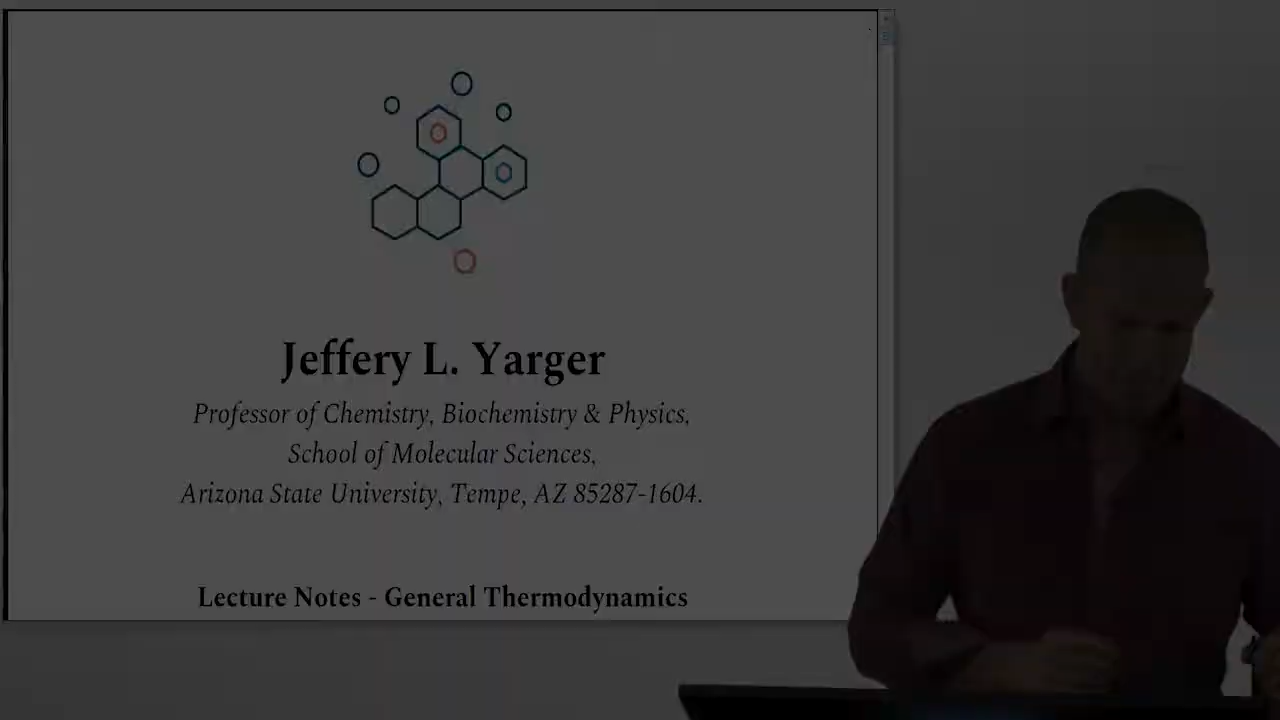 Jeffery L. Yarger
Professor of Chemistry, Biochemistry & Physics,
School of Molecular Sciences,
Arizona State University, Tempe, AZ 85287-1604.
Lecture Notes - General Thermodynamics